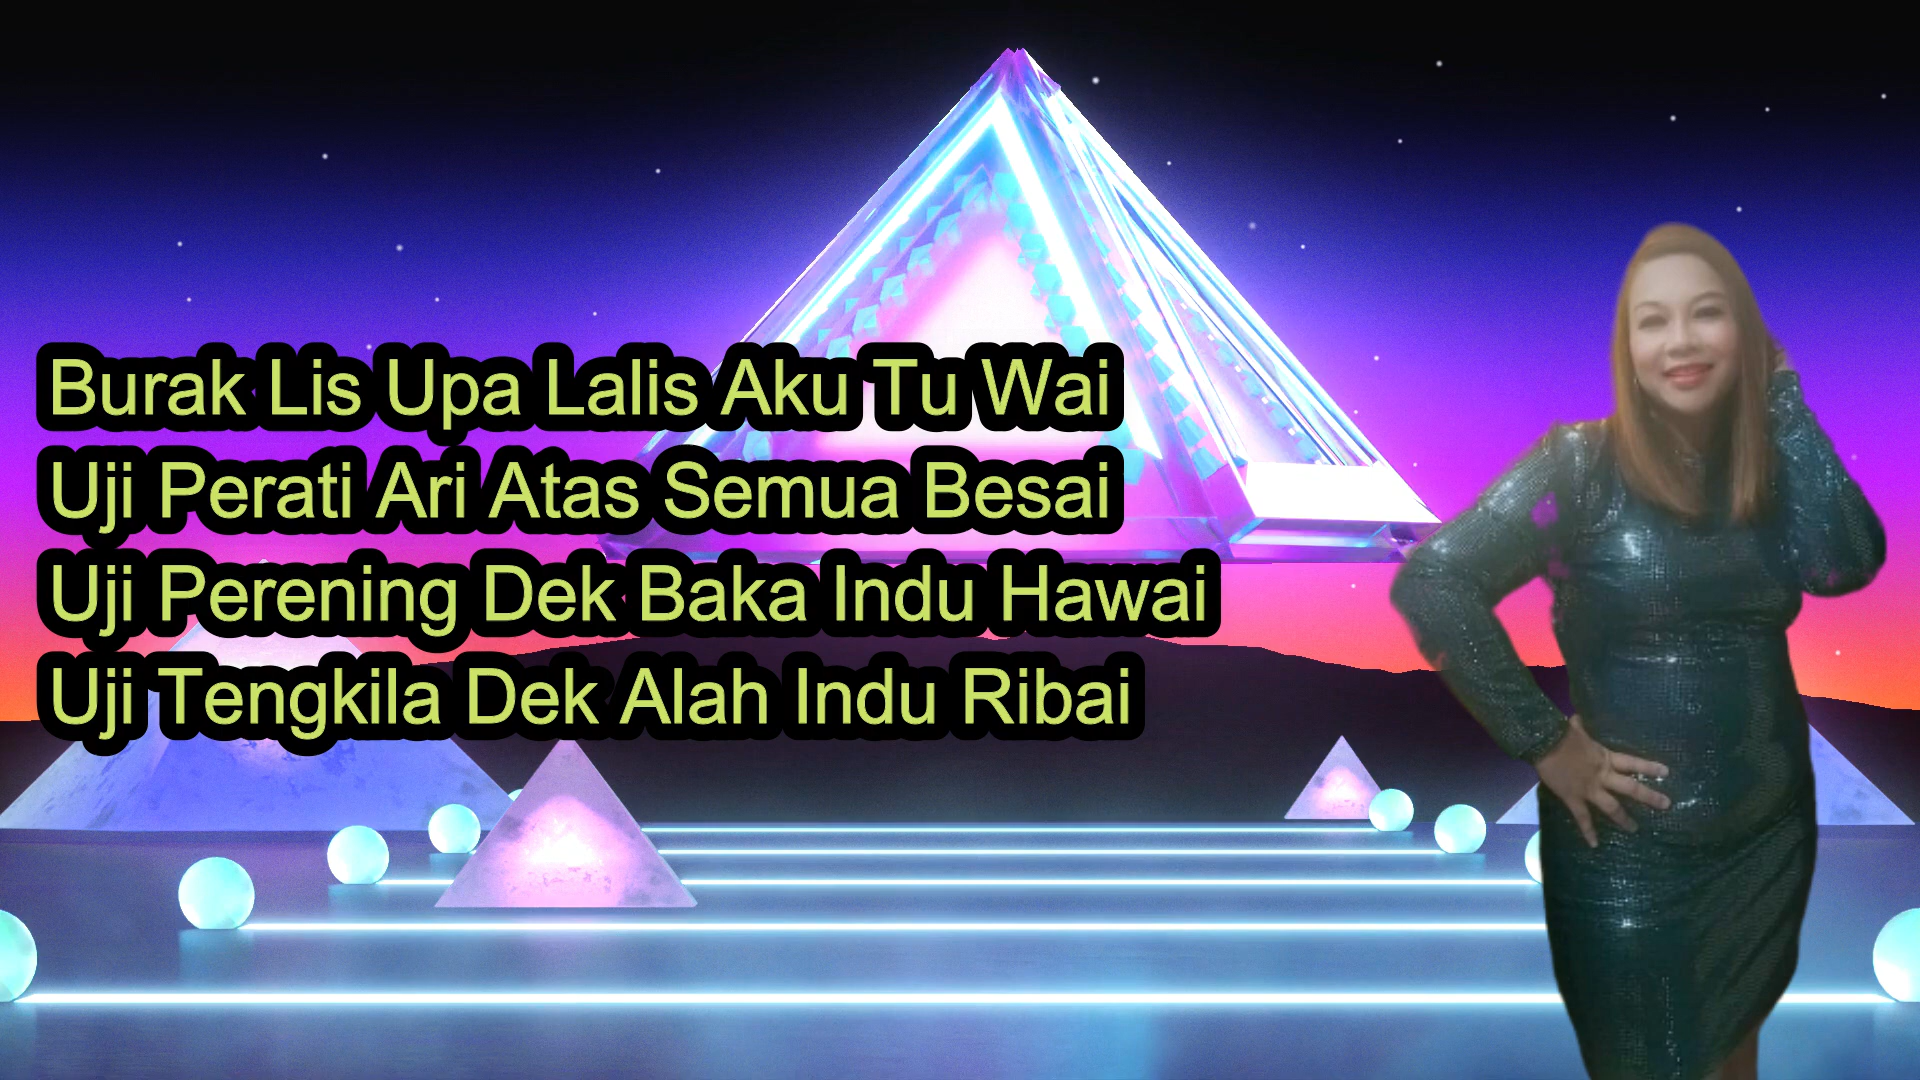 Burak Lis Upa Lalis Aku Tu Wai
Uji Perati Ari Atas Semua Besai
Uji Perening Dek Baka Indu Hawai
Uji Tengkila Dek Alah Indu Ribai